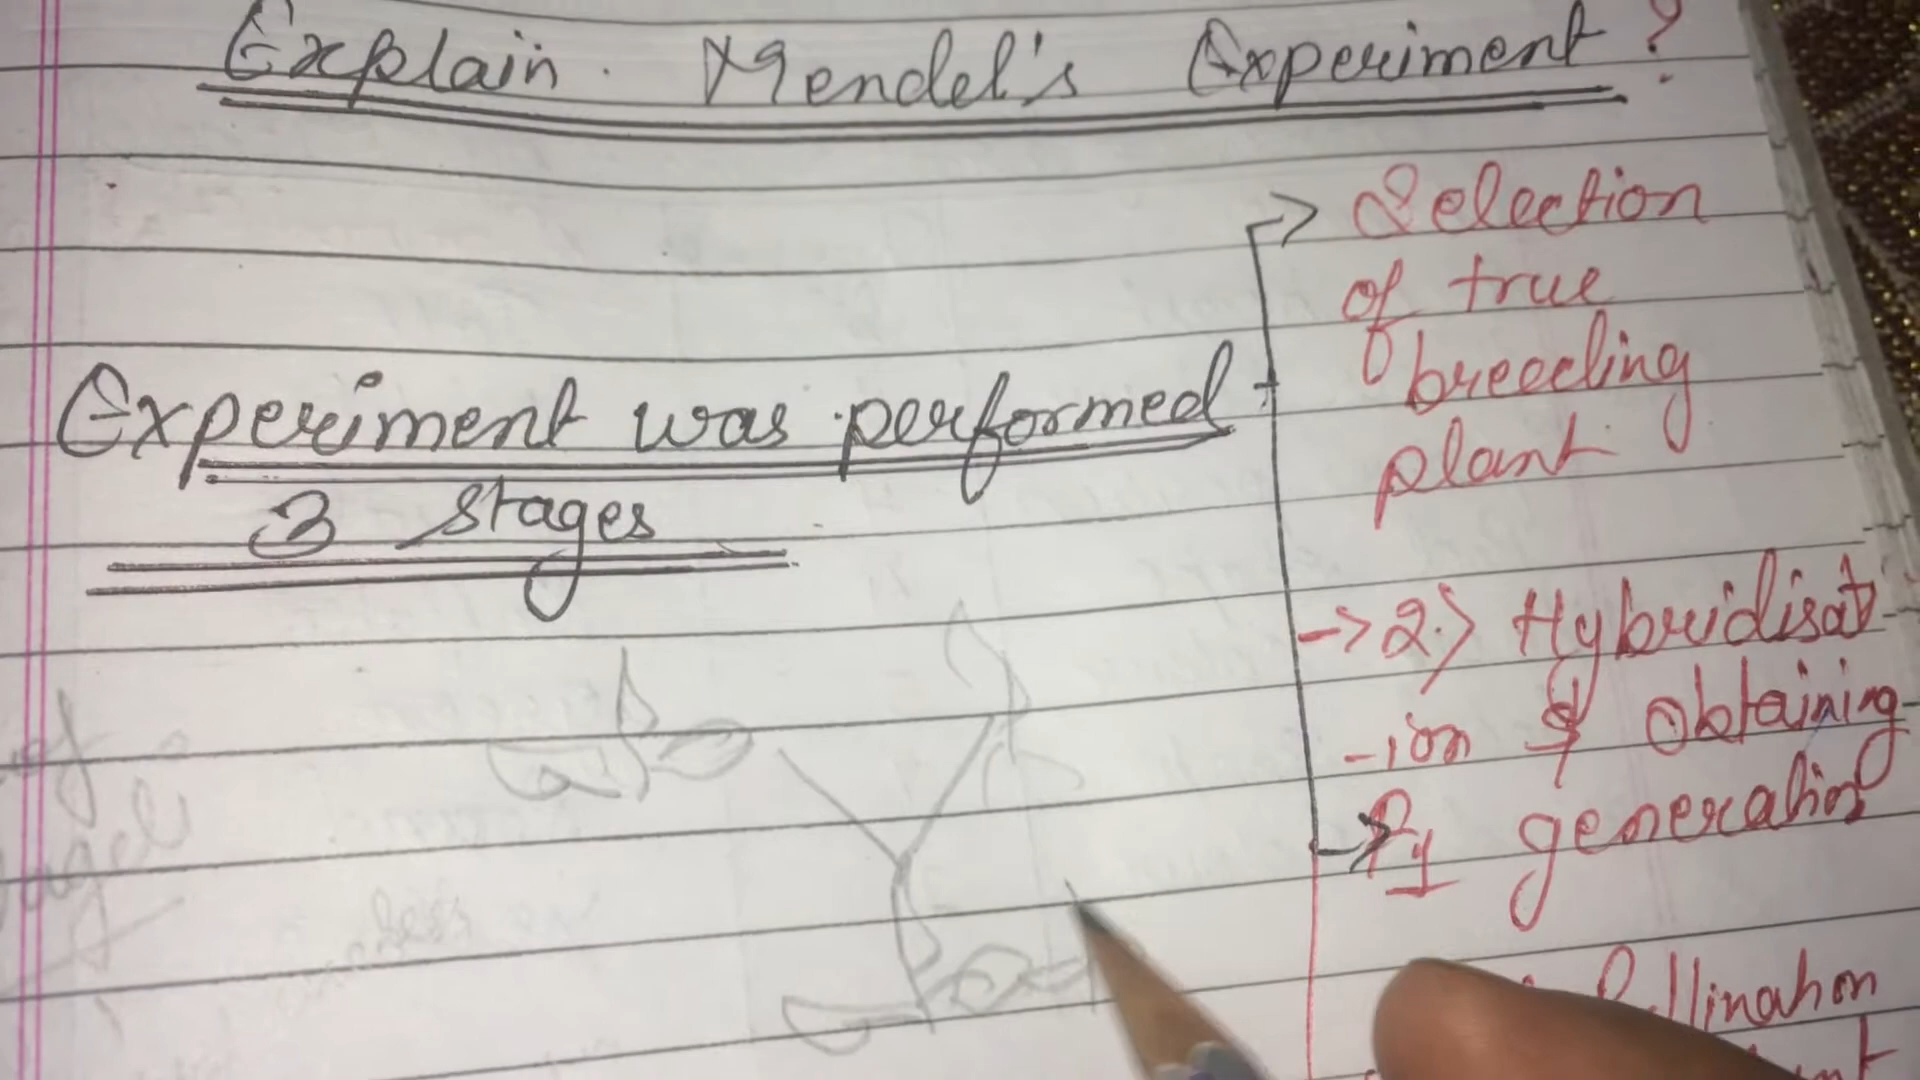 Explain Mendel's Experiment?
Experiment was performed
3 stages
Selection
of true
breeding
plant
2.) Hybridisat
-ion & Obtaining
F1 generation